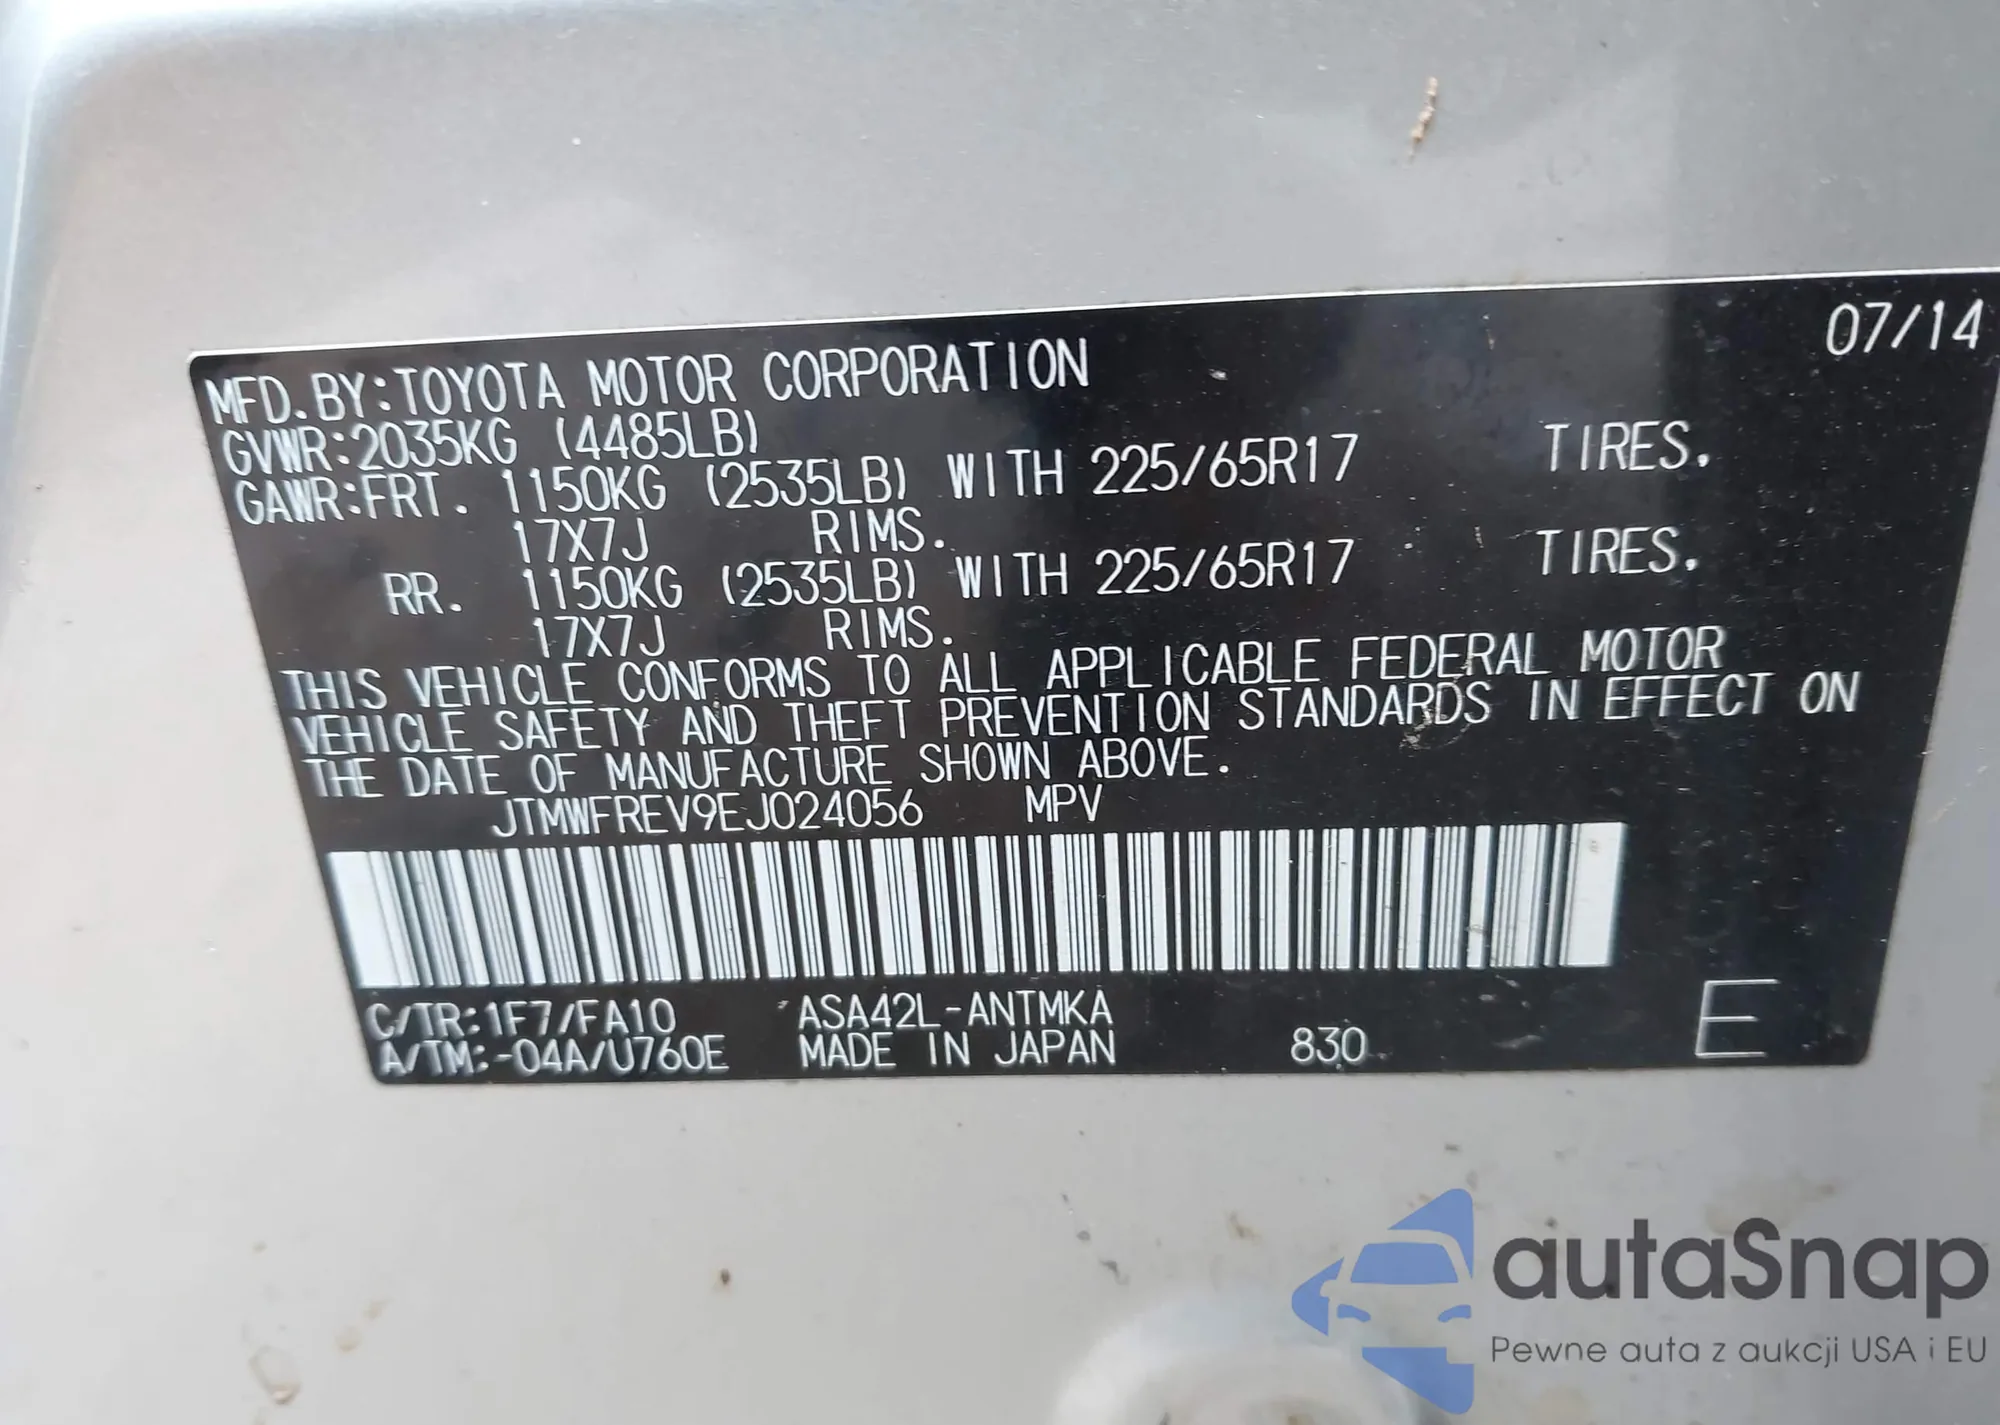 07/14
MFD.BY:TOYOTA MOTOR CORPORATION
GVWR:2035KG (4485LB)
GAWR:FRT. 1150KG (2535LB) WITH 225/65R17 TIRES.
17X7J RIMS.
RR. 1150KG (2535LB) WITH 225/65R17 TIRES.
17X7J RIMS.
THIS VEHICLE CONFORMS TO ALL APPLICABLE FEDERAL MOTOR
VEHICLE SAFETY AND THEFT PREVENTION STANDARDS IN EFFECT ON
THE DATE OF MANUFACTURE SHOWN ABOVE.
JTMWFREV9EJ024056 MPV
C/TR:1F7/FA10 ASA42L-ANTMKA
A/TM:-04A/U760E MADE IN JAPAN 830 E
autaSnap
Pewne auta z aukcji USA i EU